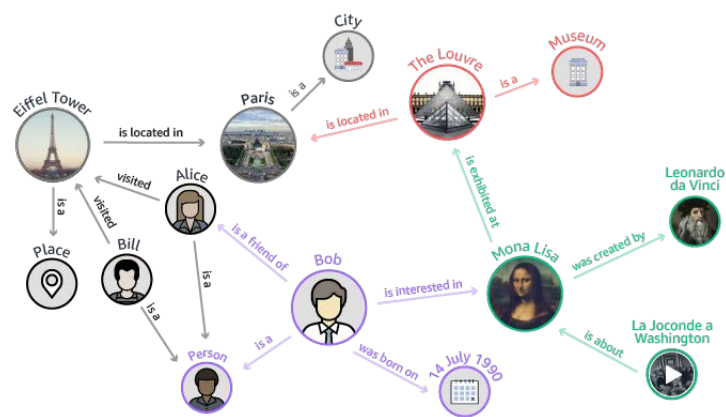 City
The Louvre
Museum
is a
is a
Eiffel Tower
Paris
is located in
is located in
visited
Alice
is a
visited
is exhibited at
Leonardo
da Vinci
Place
Bill
is a friend of
Bob
Mona Lisa
was created by
is a
is interested in
is a
La Joconde a
Washington
is about
Person
is a
was born on
14 July 1990